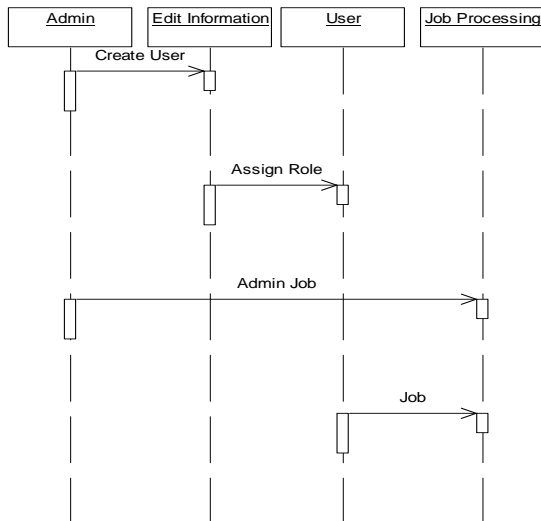 Admin
Edit Information
User
Job Processing
Create User
Assign Role
Admin Job
Job